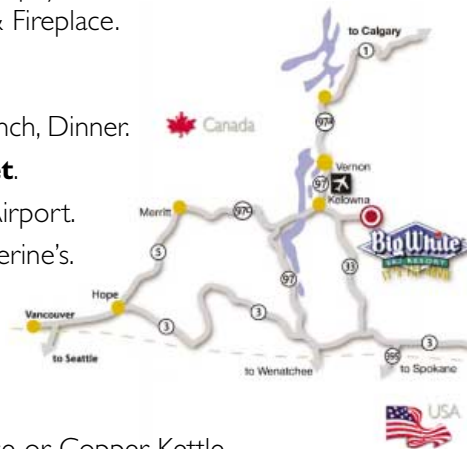 & Fireplace.
nch, Dinner.
et.
Airport.
erine's.
or Copper Kettle
to Calgary
1
Canada
97A
Vernon
97
Kelowna
Merritt
97C
Big White
SKI RESORT
5
97
33
Hope
Vancouver
3
3
3
to Seattle
395
to Wenatchee
to Spokane
USA